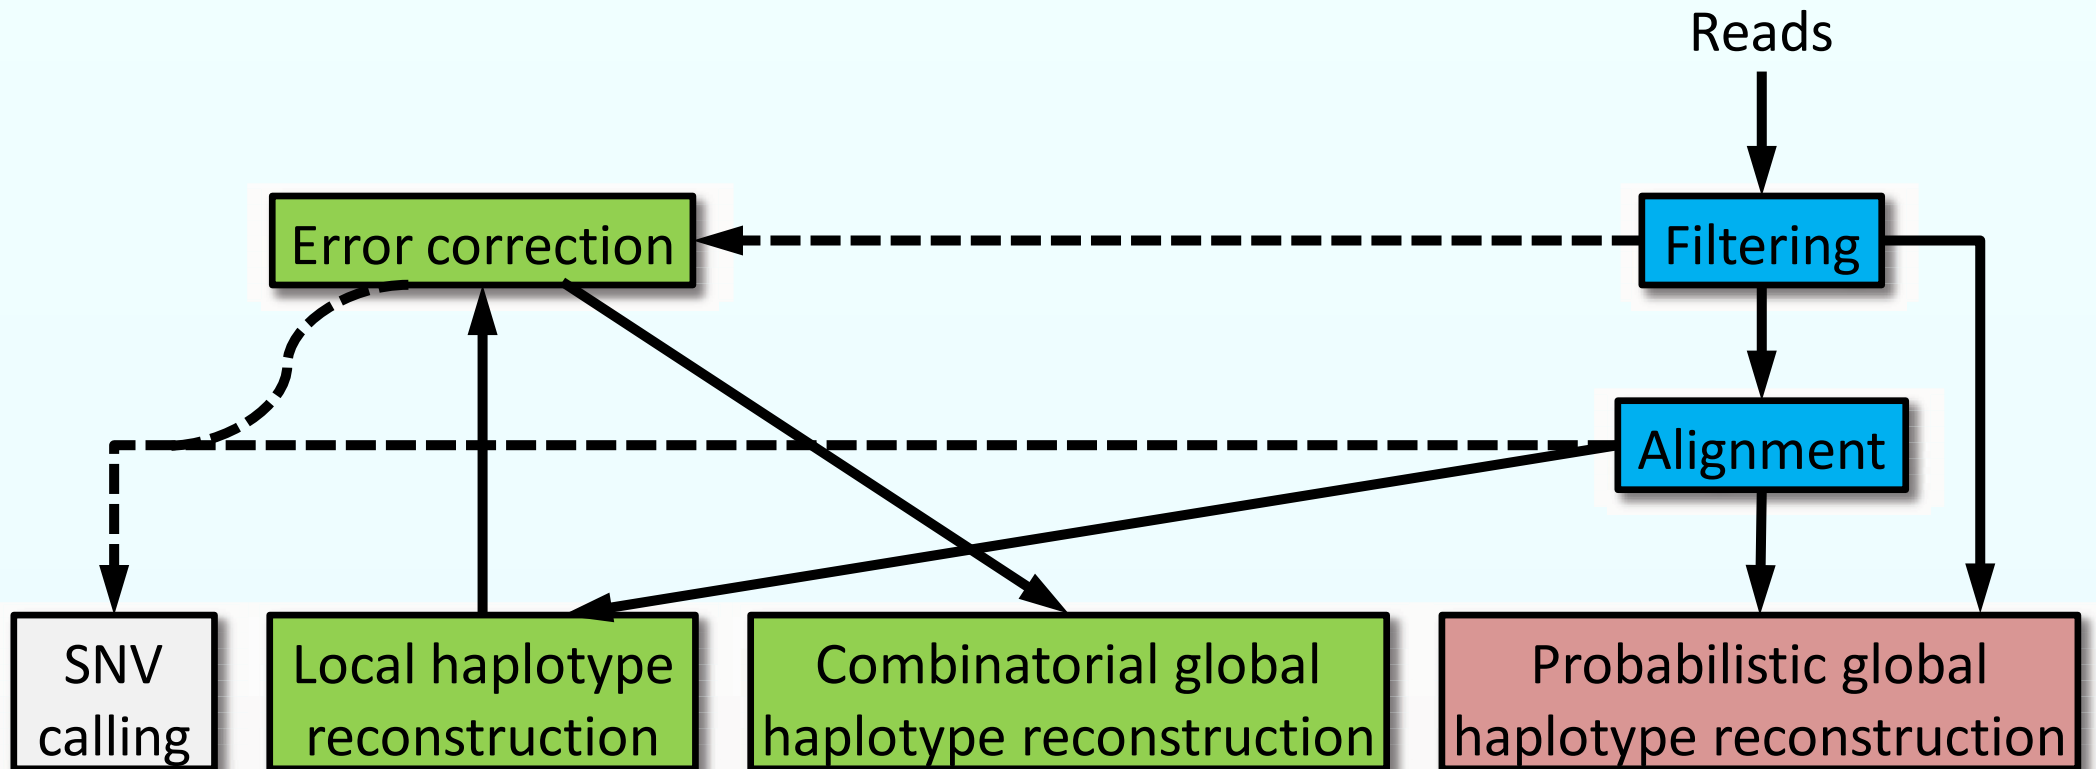 Reads
Error correction
Filtering
Alignment
SNV
calling
Local haplotype
reconstruction
Combinatorial global
haplotype reconstruction
Probabilistic global
haplotype reconstruction